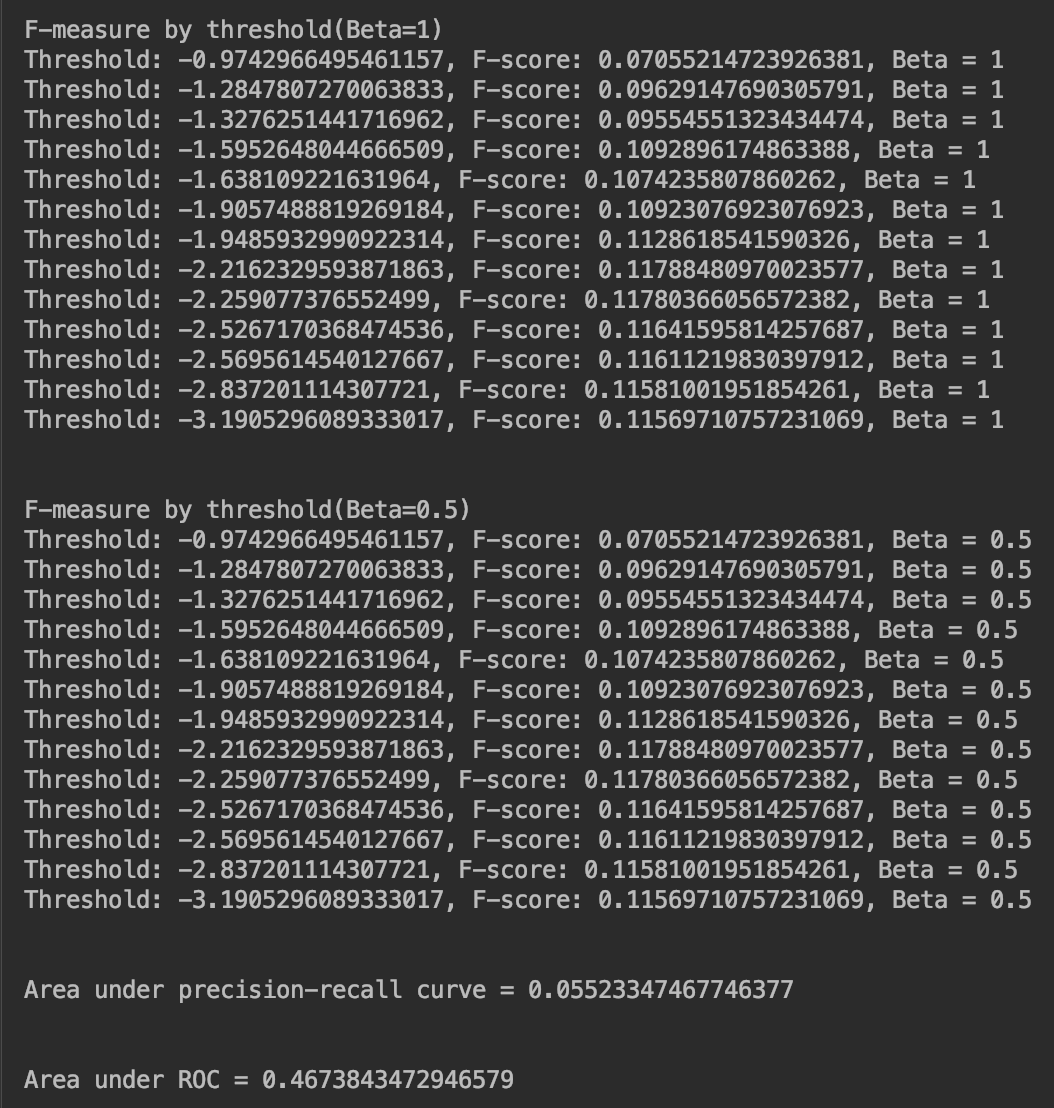 F-measure by threshold(Beta=1)
Threshold: -0.9742966495461157, F-score: 0.07055214723926381, Beta = 1
Threshold: -1.2847807270063833, F-score: 0.09629147690305791, Beta = 1
Threshold: -1.3276251441716962, F-score: 0.09554551323434474, Beta = 1
Threshold: -1.5952648044666509, F-score: 0.1092896174863388, Beta = 1
Threshold: -1.638109221631964, F-score: 0.1074235807860262, Beta = 1
Threshold: -1.9057488819269184, F-score: 0.10923076923076923, Beta = 1
Threshold: -1.9485932990922314, F-score: 0.1128618541590326, Beta = 1
Threshold: -2.2162329593871863, F-score: 0.11788480970023577, Beta = 1
Threshold: -2.259077376552499, F-score: 0.11780366056572382, Beta = 1
Threshold: -2.5267170368474536, F-score: 0.11641595814257687, Beta = 1
Threshold: -2.5695614540127667, F-score: 0.11611219830397912, Beta = 1
Threshold: -2.837201114307721, F-score: 0.11581001951854261, Beta = 1
Threshold: -3.1905296089333017, F-score: 0.11569710757231069, Beta = 1
F-measure by threshold(Beta=0.5)
Threshold: -0.9742966495461157, F-score: 0.07055214723926381, Beta = 0.5
Threshold: -1.2847807270063833, F-score: 0.09629147690305791, Beta = 0.5
Threshold: -1.3276251441716962, F-score: 0.09554551323434474, Beta = 0.5
Threshold: -1.5952648044666509, F-score: 0.1092896174863388, Beta = 0.5
Threshold: -1.638109221631964, F-score: 0.1074235807860262, Beta = 0.5
Threshold: -1.9057488819269184, F-score: 0.10923076923076923, Beta = 0.5
Threshold: -1.9485932990922314, F-score: 0.1128618541590326, Beta = 0.5
Threshold: -2.2162329593871863, F-score: 0.11788480970023577, Beta = 0.5
Threshold: -2.259077376552499, F-score: 0.11780366056572382, Beta = 0.5
Threshold: -2.5267170368474536, F-score: 0.11641595814257687, Beta = 0.5
Threshold: -2.5695614540127667, F-score: 0.11611219830397912, Beta = 0.5
Threshold: -2.837201114307721, F-score: 0.11581001951854261, Beta = 0.5
Threshold: -3.1905296089333017, F-score: 0.11569710757231069, Beta = 0.5
Area under precision-recall curve = 0.05523347467746377
Area under ROC = 0.46738434729465​79